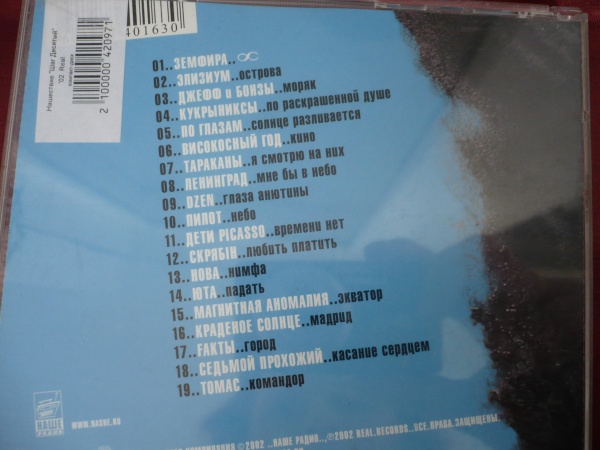 401630
Нашествие "Шаг Десятый"
'02 Real
2 100000 420971
01..ЗЕМФИРА..∞
02..ЭЛИЗИУМ..острова
03..ДЖЕФФ и БОНЗЫ..моряк
04..КУКРЫНИКСЫ..по раскрашенной душе
05..ПО ГЛАЗАМ..солнце разливается
06..ВИСОКОСНЫЙ ГОД..кино
07..ТАРАКАНЫ..я смотрю на них
08..ЛЕНИНГРАД..мне бы в небо
09..DZEN..глаза анютины
10..ПИЛОТ..небо
11..ДЕТИ PICASSO..времени нет
12..СКРЯБIН..любить платить
13..НОВА..нимфа
14..ЮТА..падать
15..МАГНИТНАЯ АНОМАЛИЯ..экватор
16..КРАДЕНОЕ СОЛНЦЕ..мадрид
17..FАКТЫ..город
18..СЕДЬМОЙ ПРОХОЖИЙ..касание сердцем
19..ТОМАС..командор
НАШЕ
РАДИО
WWW.NASHE.RU
©2002 ..НАШЕ РАДИО..,℗2002 REAL.RECORDS..ВСЕ.ПРАВА.ЗАЩИЩЕНЫ.